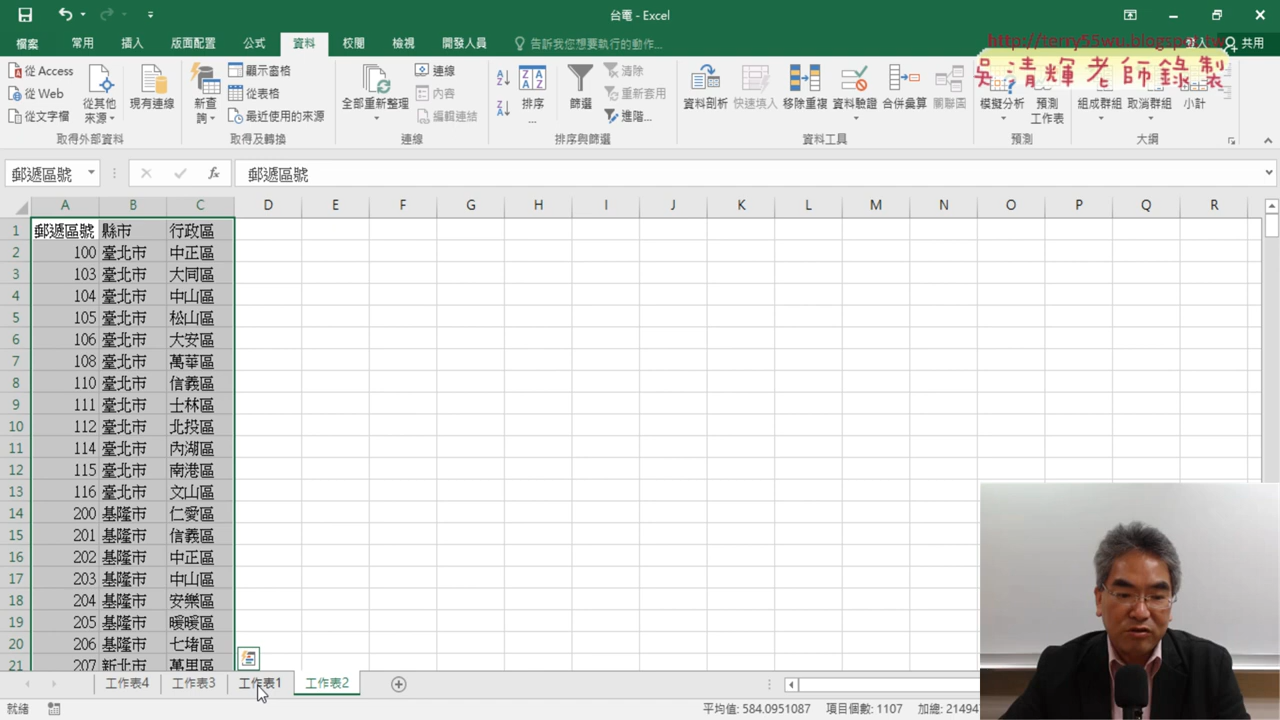 台電 - Excel
檔案 常用 插入 版面配置 公式 資料 校閱 檢視 開發人員 告訴我您想要執行的動作... 登入 共用
http://terry55wu.blogspot.tw
吳清輝老師錄製
從 Access
從 Web
從文字檔
從其他來源
現有連線
取得外部資料
新查詢
顯示窗格
從表格
最近使用的來源
取得及轉換
全部重新整理
連線
內容
編輯連結
連線
排序...
篩選
清除
重新套用
進階...
排序與篩選
資料剖析 快速填入 移除重複 資料驗證 合併彙算 關聯圖
資料工具
模擬分析 預測工作表
預測
組成群組 取消群組 小計
大綱
郵遞區號 fx 郵遞區號
A B C D E F G H I J K L M N O P Q R
1 郵遞區號 縣市 行政區
2 100 臺北市 中正區
3 103 臺北市 大同區
4 104 臺北市 中山區
5 105 臺北市 松山區
6 106 臺北市 大安區
7 108 臺北市 萬華區
8 110 臺北市 信義區
9 111 臺北市 士林區
10 112 臺北市 北投區
11 114 臺北市 內湖區
12 115 臺北市 南港區
13 116 臺北市 文山區
14 200 基隆市 仁愛區
15 201 基隆市 信義區
16 202 基隆市 中正區
17 203 基隆市 中山區
18 204 基隆市 安樂區
19 205 基隆市 暖暖區
20 206 基隆市 七堵區
21 207 新北市 萬里區
工作表4 工作表3 工作表1 工作表2
就緒 平均值: 584.0951087 項目個數: 1107 加總: 21494